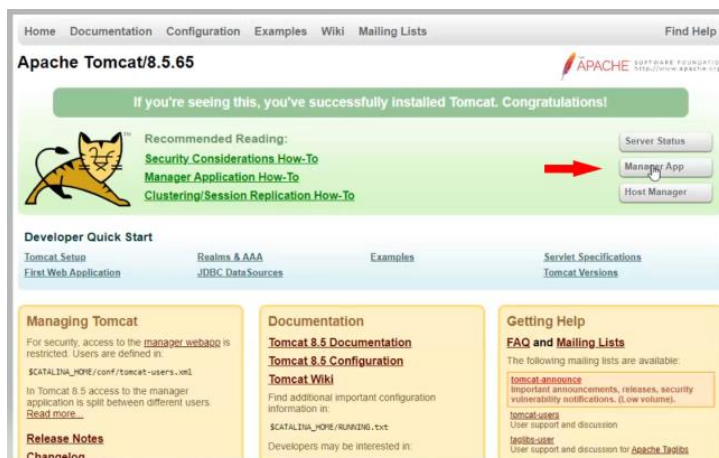 Home Documentation Configuration Examples Wiki Mailing Lists Find Help
Apache Tomcat/8.5.65
APACHE SOFTWARE FOUNDATION
http://www.apache.org
If you're seeing this, you've successfully installed Tomcat. Congratulations!
TM
Recommended Reading:
Security Considerations How-To
Manager Application How-To
Clustering/Session Replication How-To
Server Status
Manager App
Host Manager
Developer Quick Start
Tomcat Setup
First Web Application
Realms & AAA
JDBC DataSources
Examples
Servlet Specifications
Tomcat Versions
Managing Tomcat
For security, access to the manager webapp is
restricted. Users are defined in:
$CATALINA_HOME/conf/tomcat-users.xml
In Tomcat 8.5 access to the manager
application is split between different users.
Read more...
Release Notes
Changelog
Documentation
Tomcat 8.5 Documentation
Tomcat 8.5 Configuration
Tomcat Wiki
Find additional important configuration
information in:
$CATALINA_HOME/RUNNING.txt
Developers may be interested in:
Getting Help
FAQ and Mailing Lists
The following mailing lists are available:
tomcat-announce
Important announcements, releases, security
vulnerability notifications. (Low volume).
tomcat-users
User support and discussion
taglibs-user
User support and discussion for Apache Taglibs